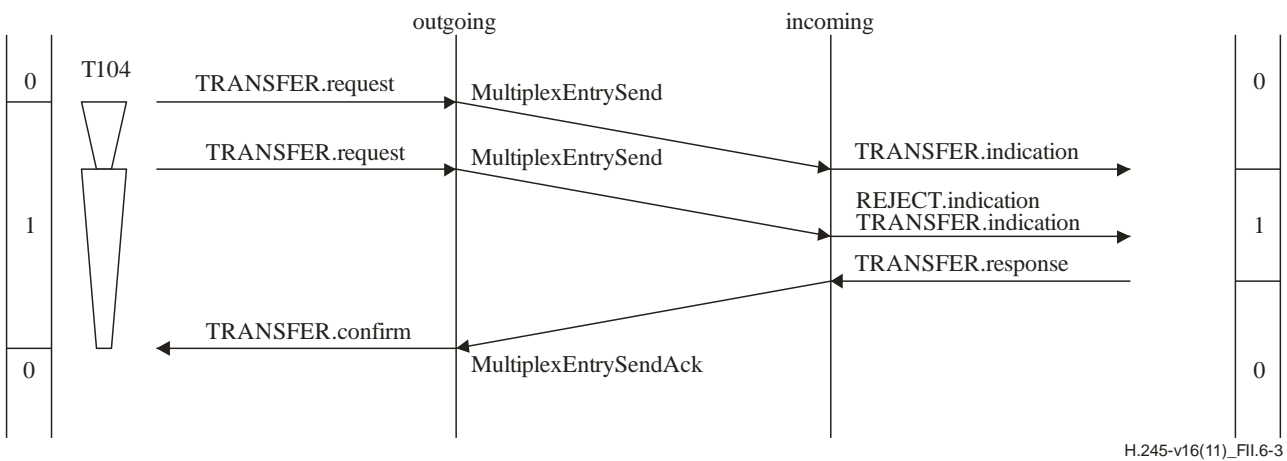 outgoing
incoming
0
T104
TRANSFER.request
MultiplexEntrySend
0
TRANSFER.request
MultiplexEntrySend
TRANSFER.indication
REJECT.indication
1
TRANSFER.indication
1
TRANSFER.response
TRANSFER.confirm
0
MultiplexEntrySendAck
0
H.245-v16(11)_FII.6-3